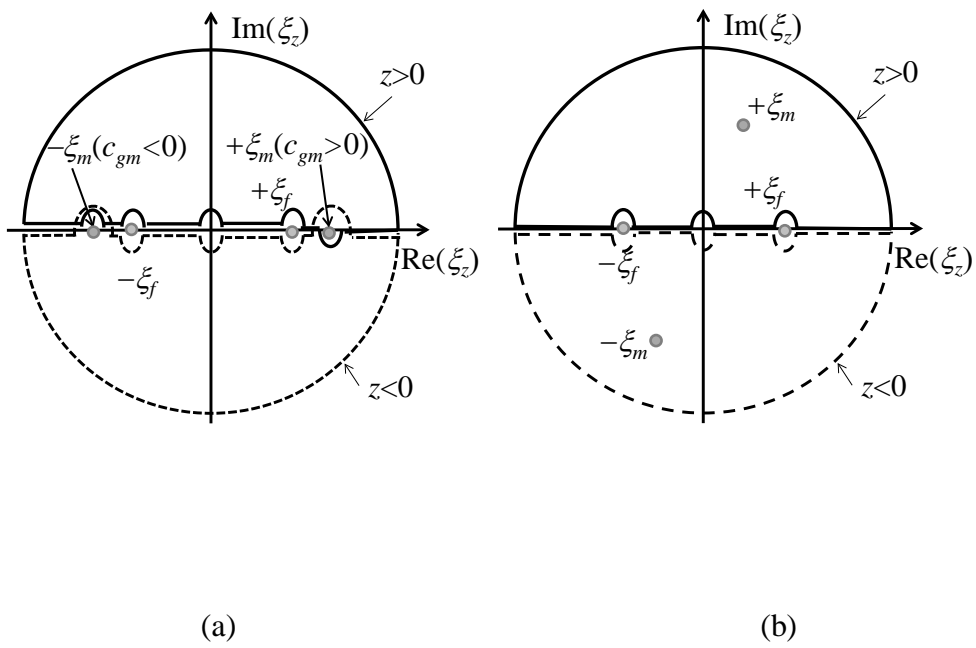 Im(ξz)
z>0
−ξm(cgm<0)
+ξm(cgm>0)
+ξf
Re(ξz)
−ξf
z<0
(a)
Im(ξz)
z>0
+ξm
+ξf
Re(ξz)
−ξf
−ξm
z<0
(b)